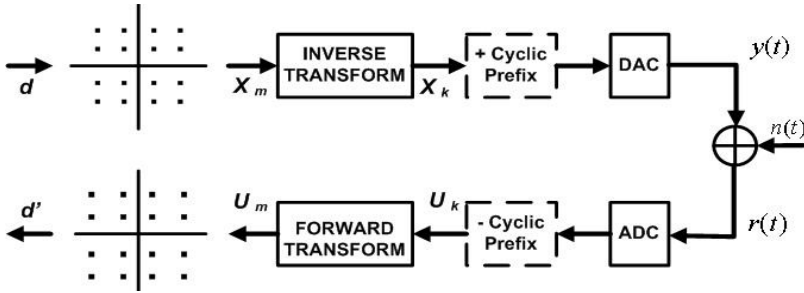 d
X m
INVERSE
TRANSFORM
X k
+ Cyclic
Prefix
DAC
y(t)
n(t)
d'
U m
FORWARD
TRANSFORM
U k
- Cyclic
Prefix
ADC
r(t)